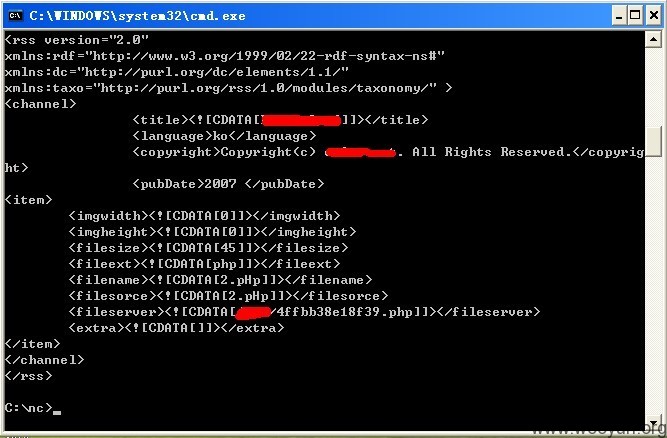 C:\WINDOWS\system32\cmd.exe
<rss version="2.0"
xmlns:rdf="http://www.w3.org/1999/02/22-rdf-syntax-ns#"
xmlns:dc="http://purl.org/dc/elements/1.1/"
xmlns:taxo="http://purl.org/rss/1.0/modules/taxonomy/" >
<channel>
<title><![CDATA[]]></title>
<language>ko</language>
<copyright>Copyright(c) . All Rights Reserved.</copyrig
ht>
<pubDate>2007 </pubDate>
<item>
<imgwidth><![CDATA[0]]></imgwidth>
<imgheight><![CDATA[0]]></imgheight>
<filesize><![CDATA[45]]></filesize>
<fileext><![CDATA[php]]></fileext>
<filename><![CDATA[2.pHp]]></filename>
<filesorce><![CDATA[2.pHp]]></filesorce>
<fileserver><![CDATA[/4ffbb38e18f39.php]]></fileserver>
<extra><![CDATA[]]></extra>
</item>
</channel>
</rss>
C:\nc>_
www.wooyun.org